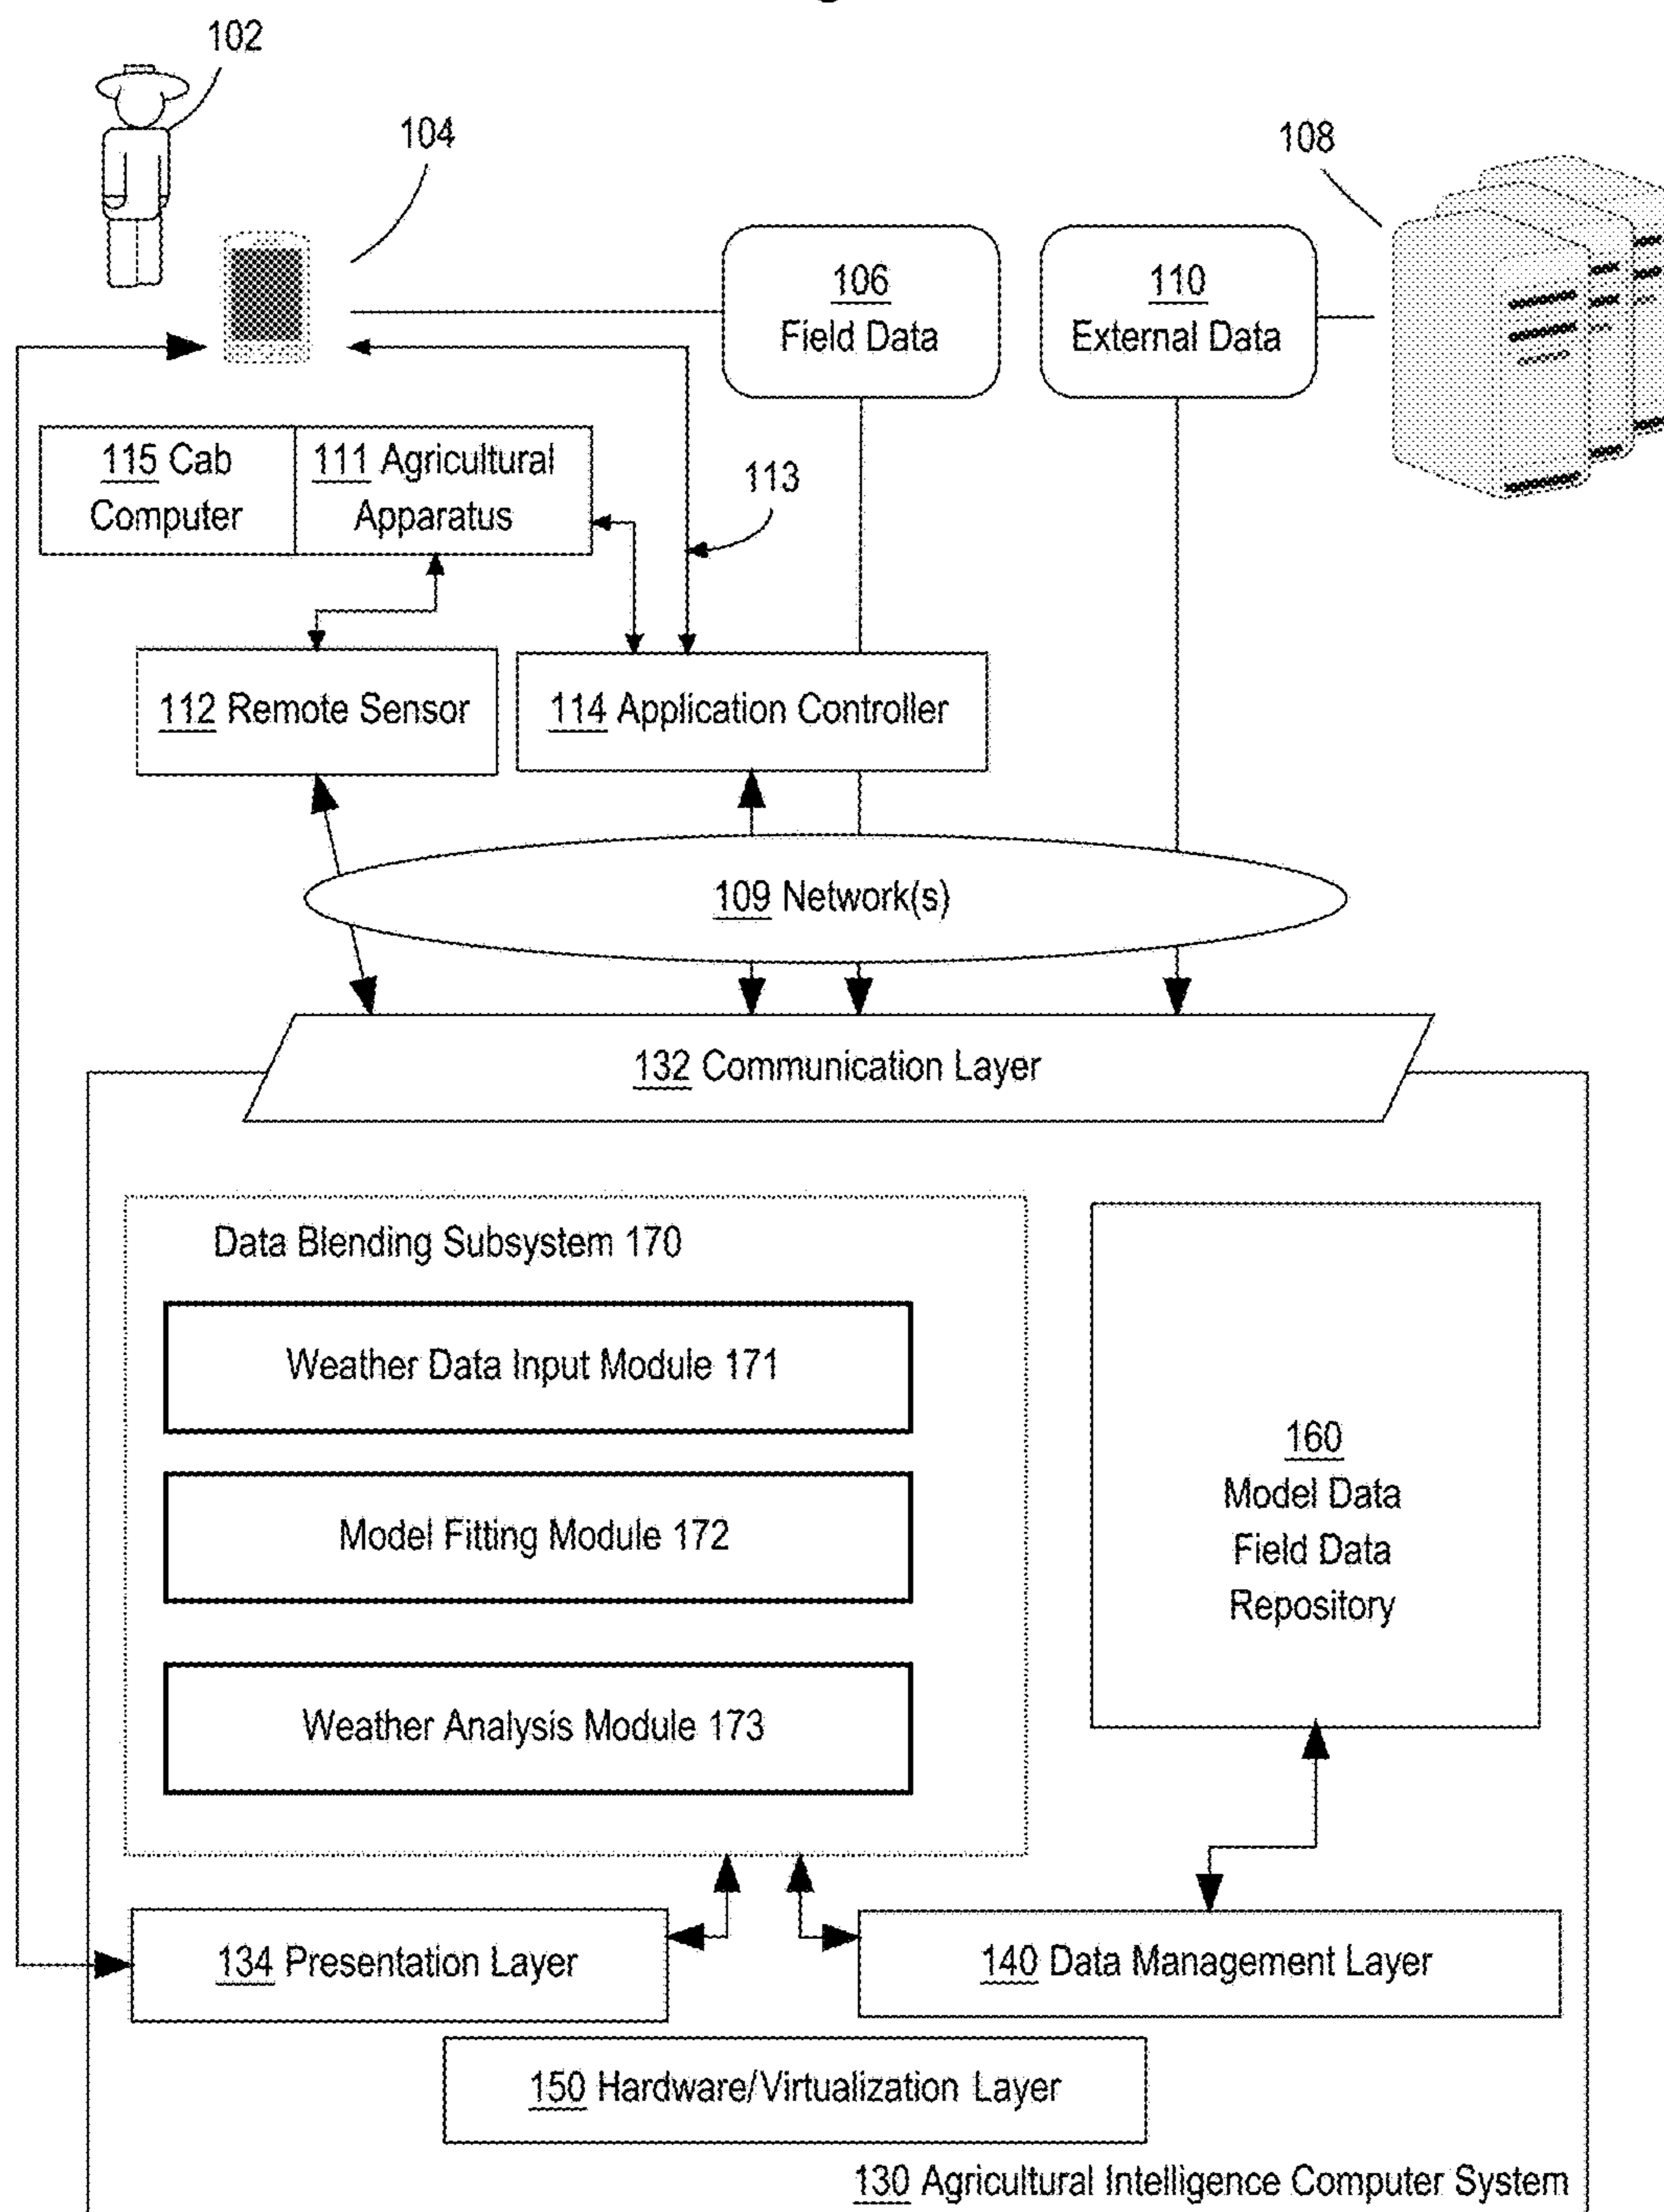 102
104
108
106
Field Data
110
External Data
115 Cab
Computer
111 Agricultural
Apparatus
113
112 Remote Sensor
114 Application Controller
109 Network(s)
132 Communication Layer
Data Blending Subsystem 170
Weather Data Input Module 171
Model Fitting Module 172
Weather Analysis Module 173
160
Model Data
Field Data
Repository
134 Presentation Layer
140 Data Management Layer
150 Hardware/Virtualization Layer
130 Agricultural Intelligence Computer System